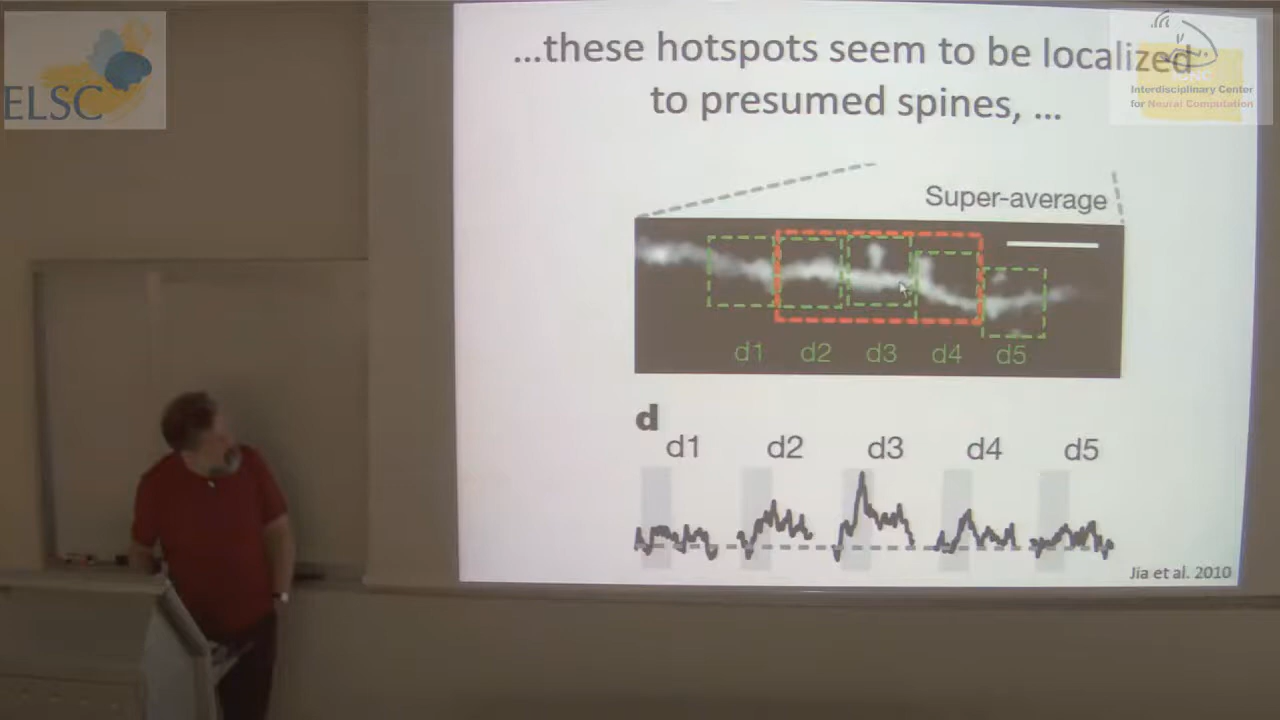 ELSC
…these hotspots seem to be localized
to presumed spines, …
Interdisciplinary Center
for Neural Computation
Super-average
d1 d2 d3 d4 d5
d
d1 d2 d3 d4 d5
Jia et al. 2010